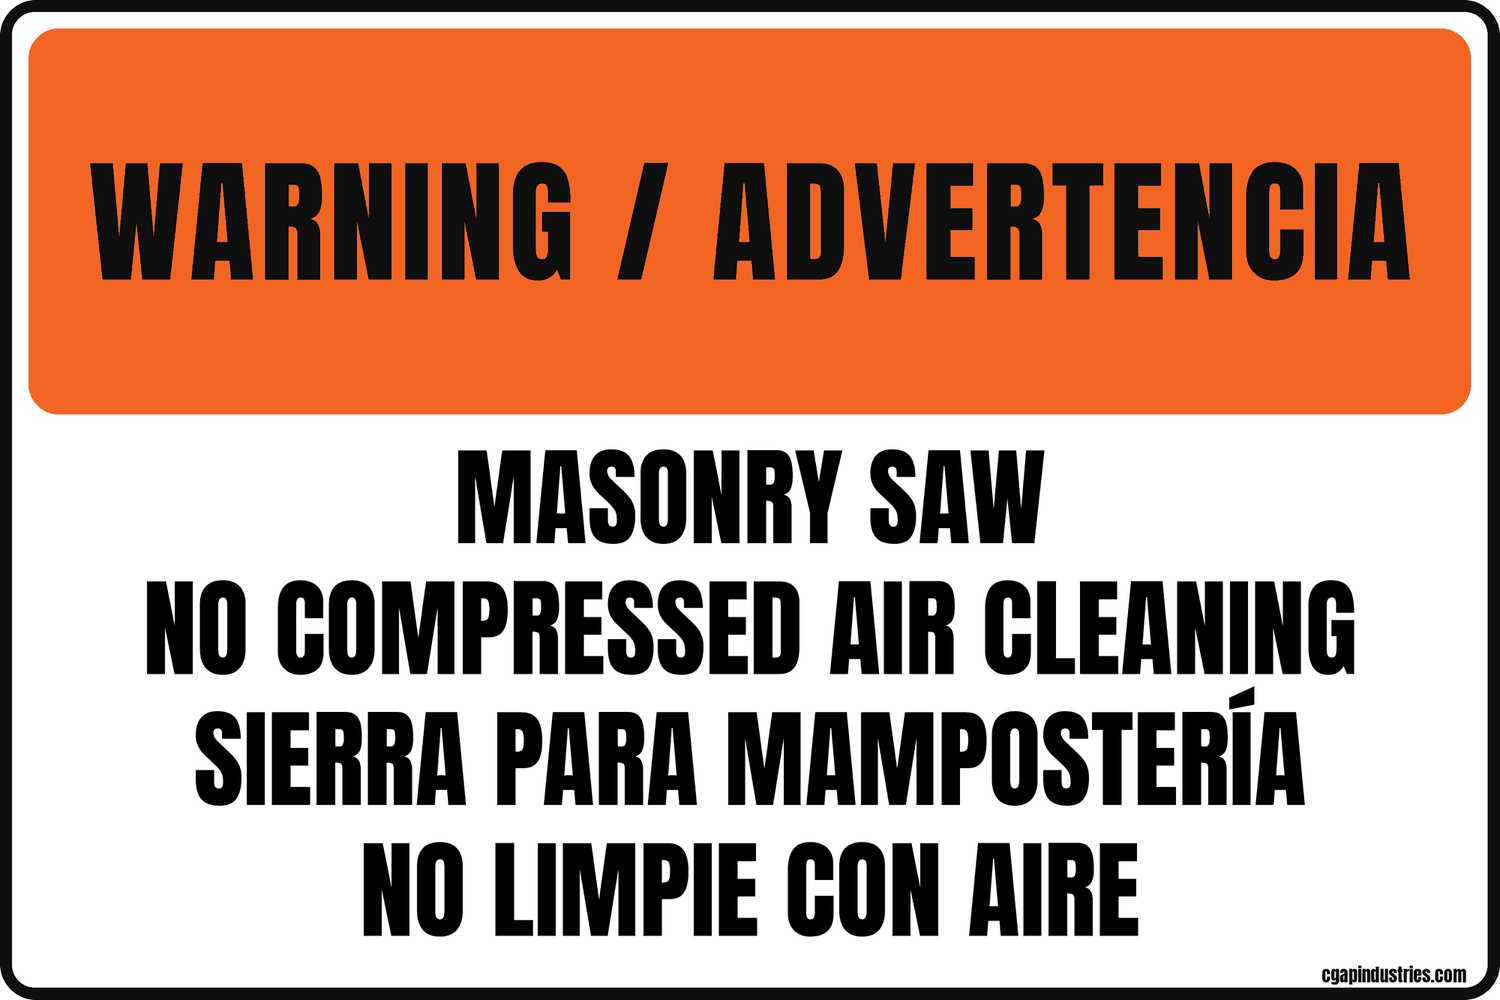 WARNING / ADVERTENCIA
MASONRY SAW
NO COMPRESSED AIR CLEANING
SIERRA PARA MAMPOSTERÍA
NO LIMPIE CON AIRE
cgapindustries.com